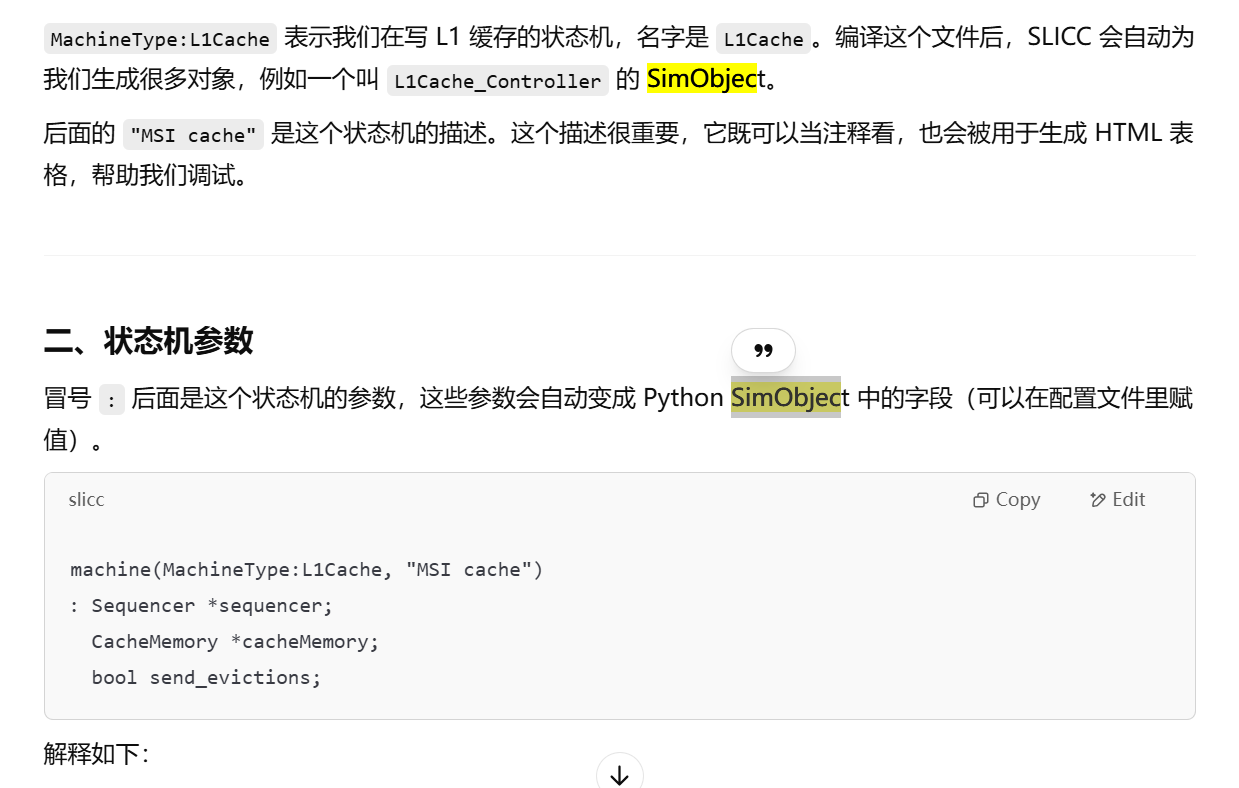 MachineType:L1Cache 表示我们在写 L1 缓存的状态机，名字是 L1Cache 。编译这个文件后，SLICC 会自动为
我们生成很多对象，例如一个叫 L1Cache_Controller 的 SimObject。
后面的 "MSI cache" 是这个状态机的描述。这个描述很重要，它既可以当注释看，也会被用于生成 HTML 表
格，帮助我们调试。
二、状态机参数
冒号 : 后面是这个状态机的参数，这些参数会自动变成 Python SimObject 中的字段（可以在配置文件里赋
值）。
slicc Copy Edit
machine(MachineType:L1Cache, "MSI cache")
: Sequencer *sequencer;
  CacheMemory *cacheMemory;
  bool send_evictions;
解释如下：